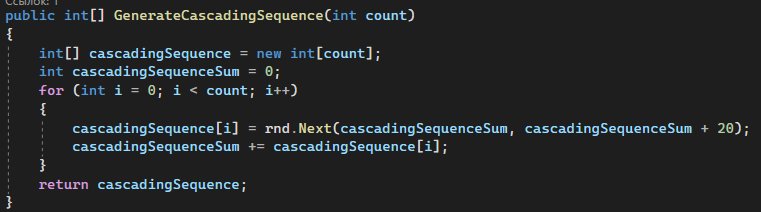 Ссылок: 1
public int[] GenerateCascadingSequence(int count)
{
int[] cascadingSequence = new int[count];
int cascadingSequenceSum = 0;
for (int i = 0; i < count; i++)
{
cascadingSequence[i] = rnd.Next(cascadingSequenceSum, cascadingSequenceSum + 20);
cascadingSequenceSum += cascadingSequence[i];
}
return cascadingSequence;
}